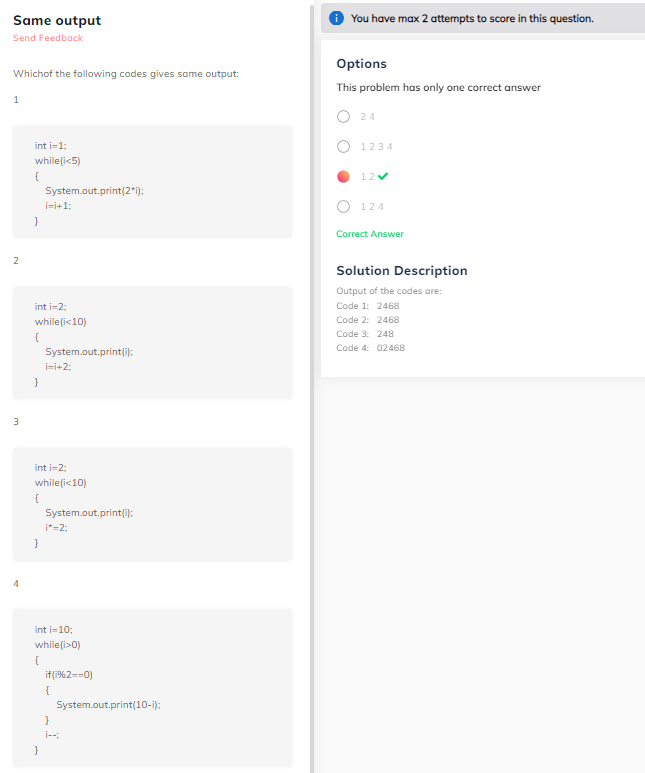 Same output
Send Feedback
Whichof the following codes gives same output:
1
int i=1;
while(i<5)
{
System.out.print(2*i);
i=i+1;
}
2
int i=2;
while(i<10)
{
System.out.print(i);
i=i+2;
}
3
int i=2;
while(i<10)
{
System.out.print(i);
i*=2;
}
4
int i=10;
while(i>0)
{
if(i%2==0)
{
System.out.print(10-i);
}
i--;
}
You have max 2 attempts to score in this question.
Options
This problem has only one correct answer
2 4
1 2 3 4
1 2
1 2 4
Correct Answer
Solution Description
Output of the codes are:
Code 1: 2468
Code 2: 2468
Code 3: 248
Code 4: 02468